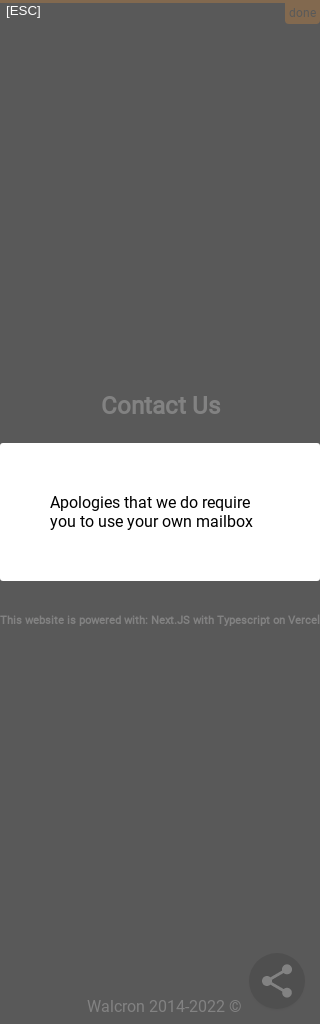 [ESC]
done
Contact Us
Apologies that we do require
you to use your own mailbox
This website is powered with: Next.JS with Typescript on Vercel
Walcron 2014-2022 ©